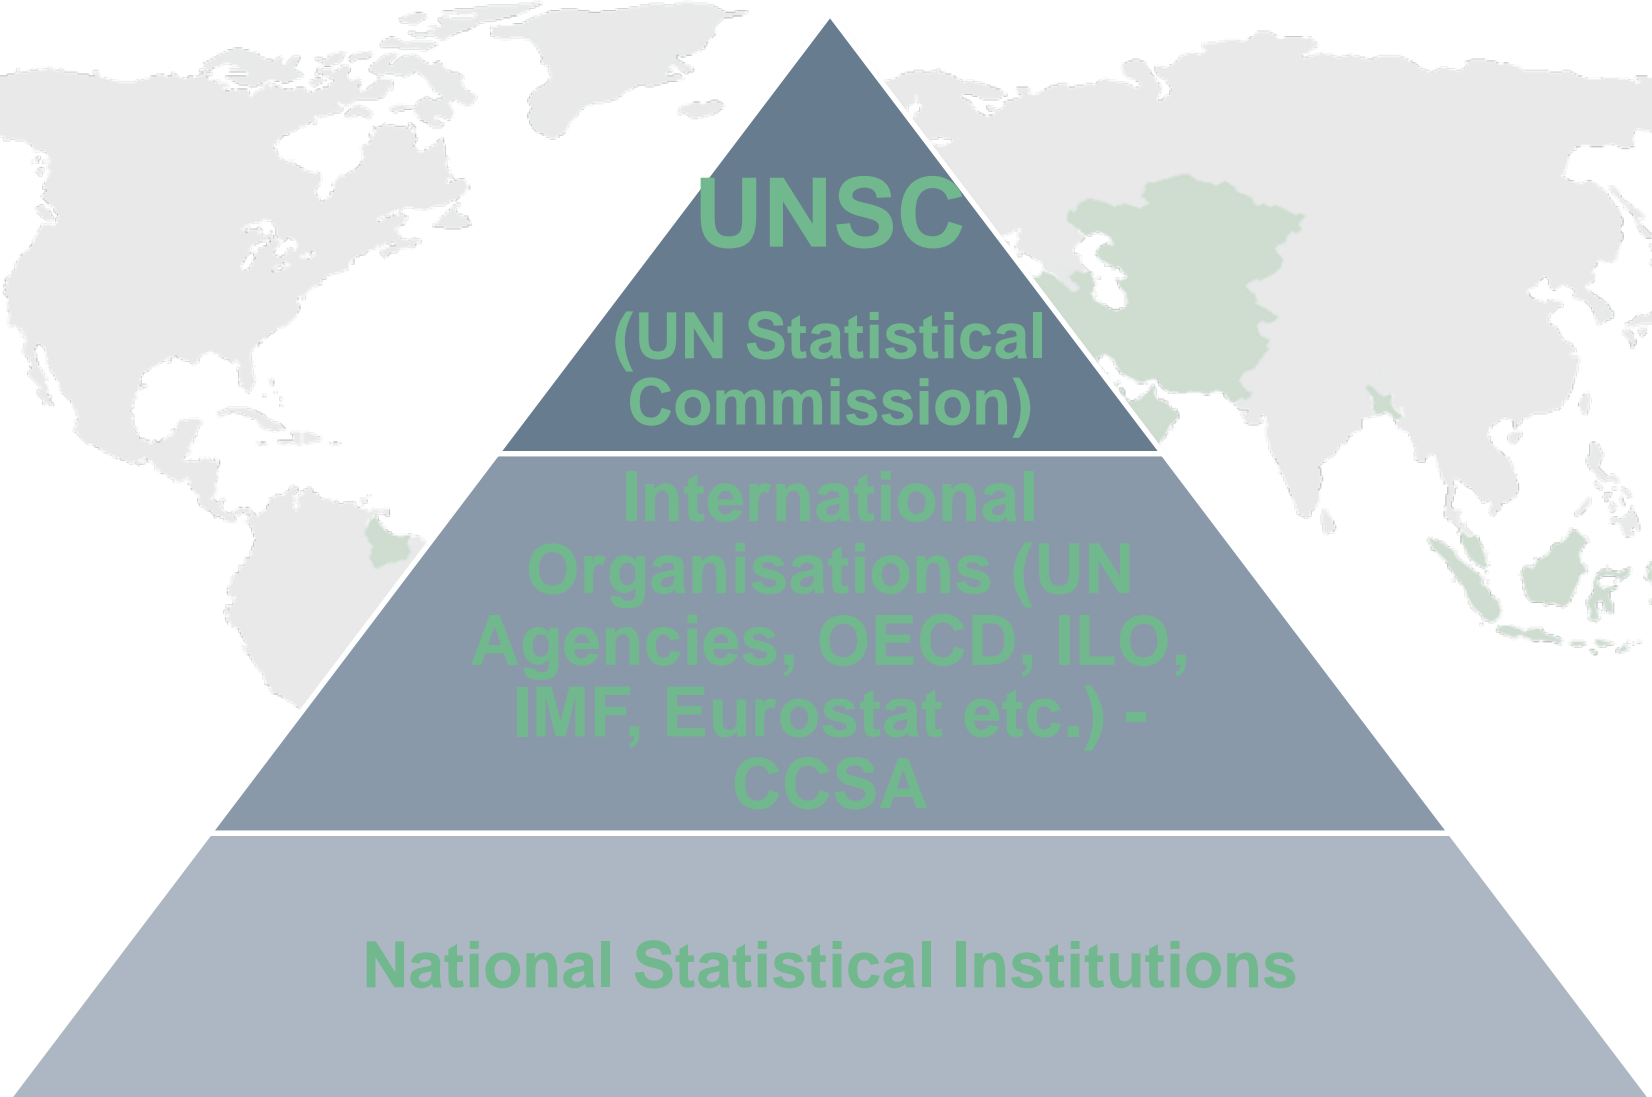 UNSC
(UN Statistical
Commission)
International
Organisations (UN
Agencies, OECD, ILO,
IMF, Eurostat etc.) -
CCSA
National Statistical Institutions